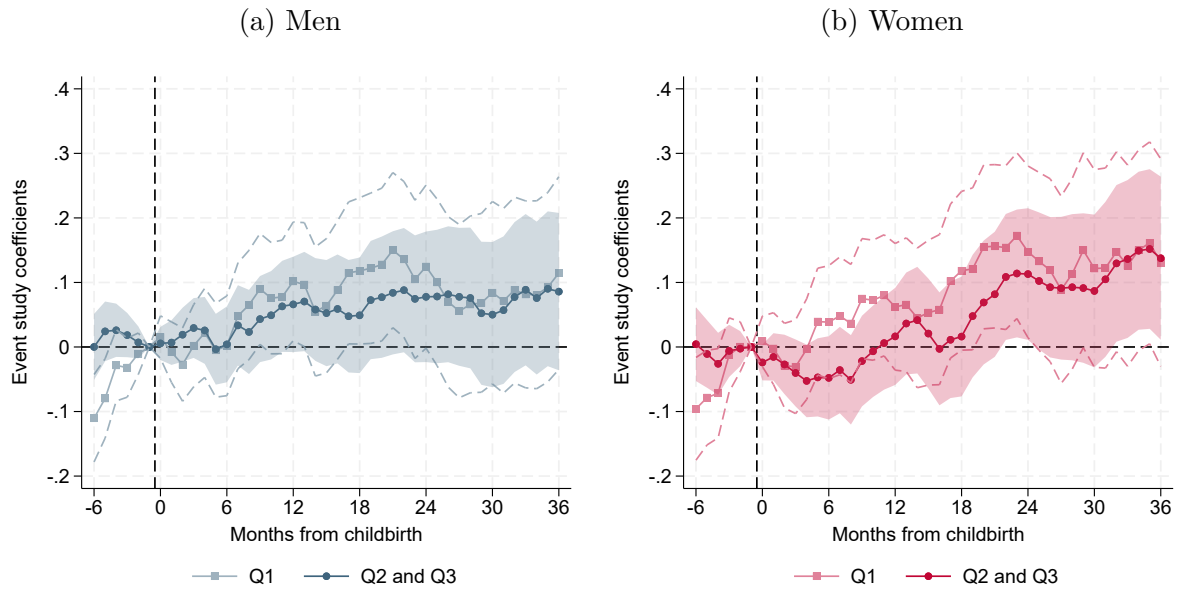 (a) Men
Event study coefficients
.4
.3
.2
.1
0
-.1
-.2
-6 0 6 12 18 24 30 36
Months from childbirth
Q1 Q2 and Q3
(b) Women
Event study coefficients
.4
.3
.2
.1
0
-.1
-.2
-6 0 6 12 18 24 30 36
Months from childbirth
Q1 Q2 and Q3